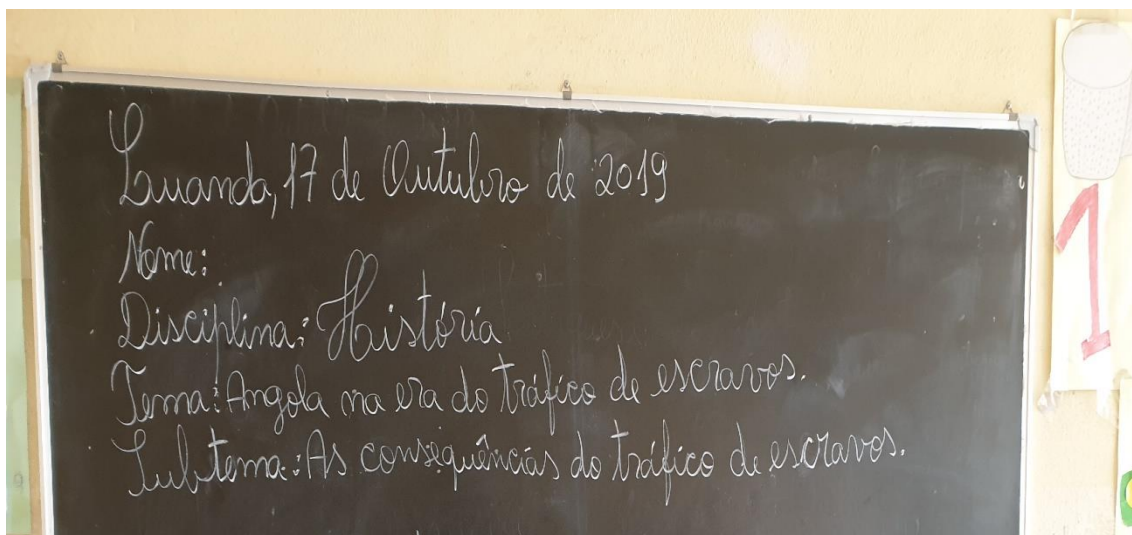 Luanda, 17 de Outubro de 2019
Nome:
Disciplina: História
Tema: Angola na era do tráfico de escravos.
Subtema: As consequências do tráfico de escravos.
1